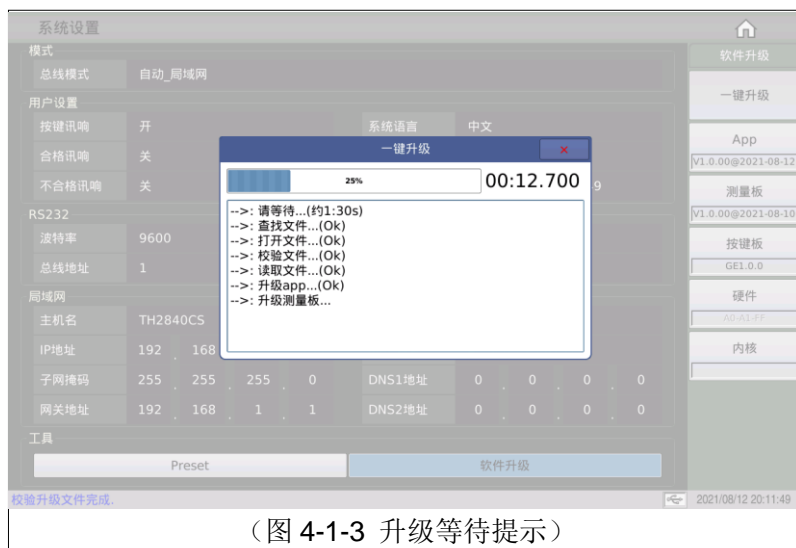 系统设置
模式
总线模式 自动_局域网
用户设置
按键讯响 开 系统语言 中文
合格讯响 关
不合格讯响 关 9
RS232
波特率 9600
总线地址 1
局域网
主机名 TH2840CS
IP地址 192 . 168
子网掩码 255 . 255 . 255 . 0 DNS1地址 0 . 0 . 0 . 0
网关地址 192 . 168 . 1 . 1 DNS2地址 0 . 0 . 0 . 0
工具
Preset 软件升级
校验升级文件完成.
一键升级 ×
25% 00:12.700
-->: 请等待...(约1:30s)
-->: 查找文件...(Ok)
-->: 打开文件...(Ok)
-->: 校验文件...(Ok)
-->: 读取文件...(Ok)
-->: 升级app...(Ok)
-->: 升级测量板...
软件升级
一键升级
App
V1.0.00@2021-08-12
测量板
V1.0.00@2021-08-10
按键板
GE1.0.0
硬件
A0-A1-FF
内核
2021/08/12 20:11:49
（图 4-1-3 升级等待提示）